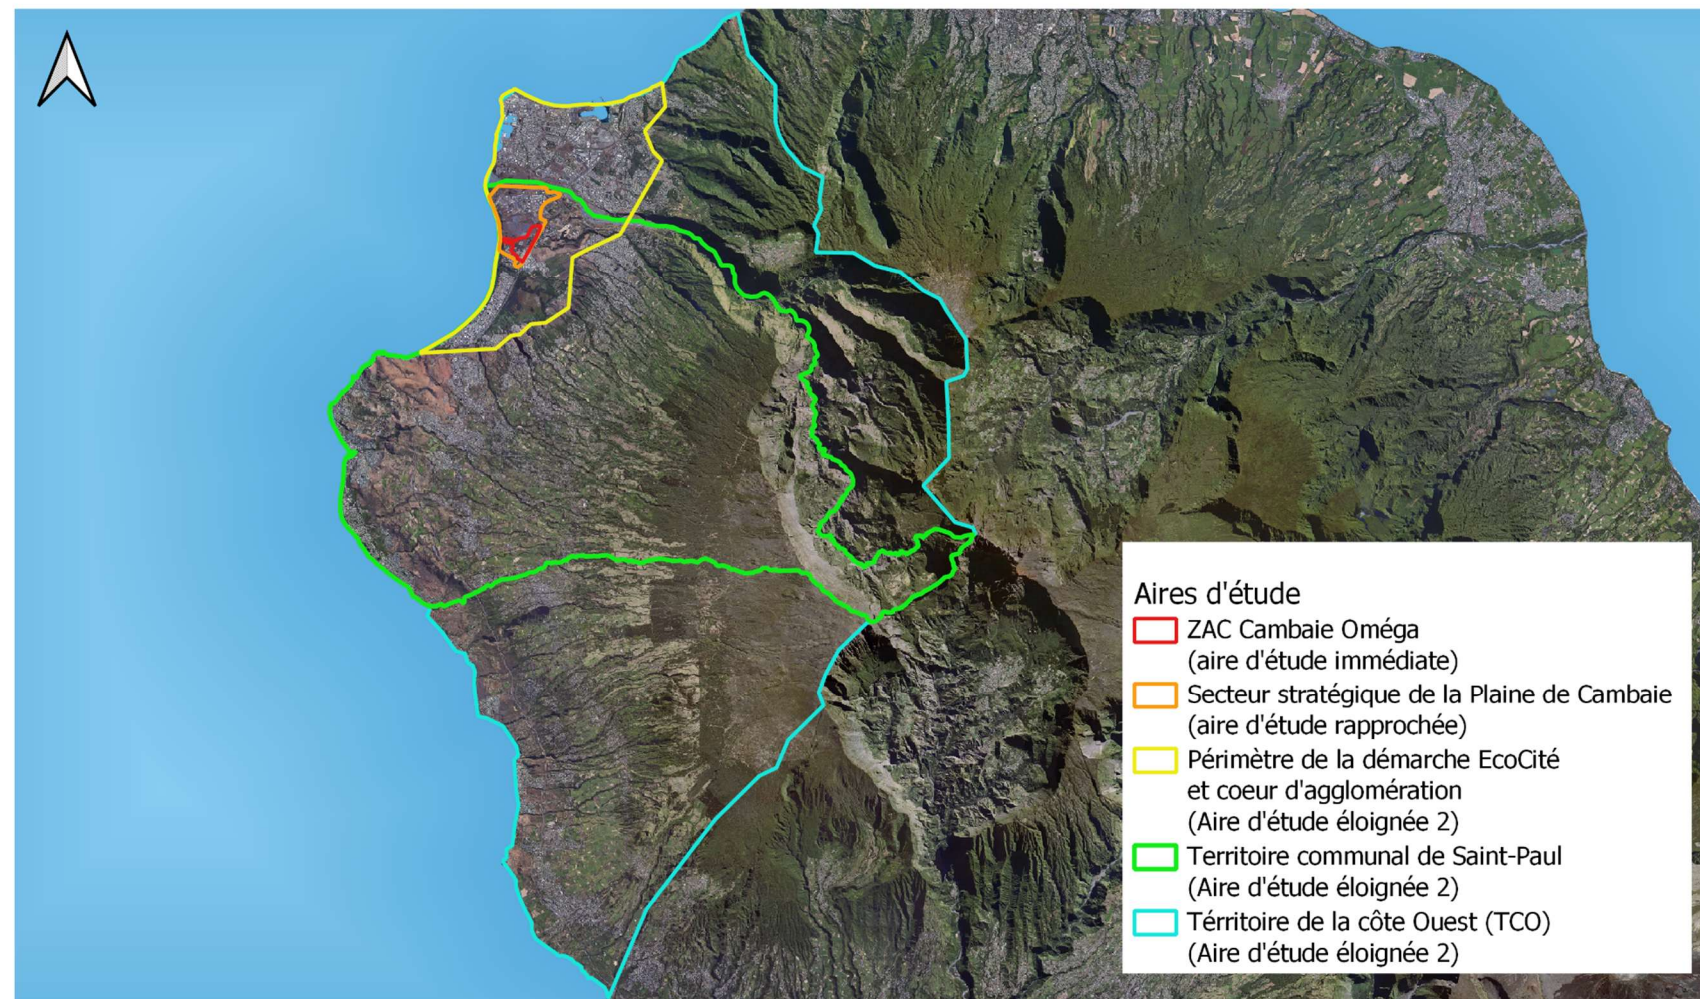 Aires d'étude
ZAC Cambaie Oméga
(aire d'étude immédiate)
Secteur stratégique de la Plaine de Cambaie
(aire d'étude rapprochée)
Périmètre de la démarche EcoCité
et coeur d'agglomération
(Aire d'étude éloignée 2)
Territoire communal de Saint-Paul
(Aire d'étude éloignée 2)
Térritoire de la côte Ouest (TCO)
(Aire d'étude éloignée 2)